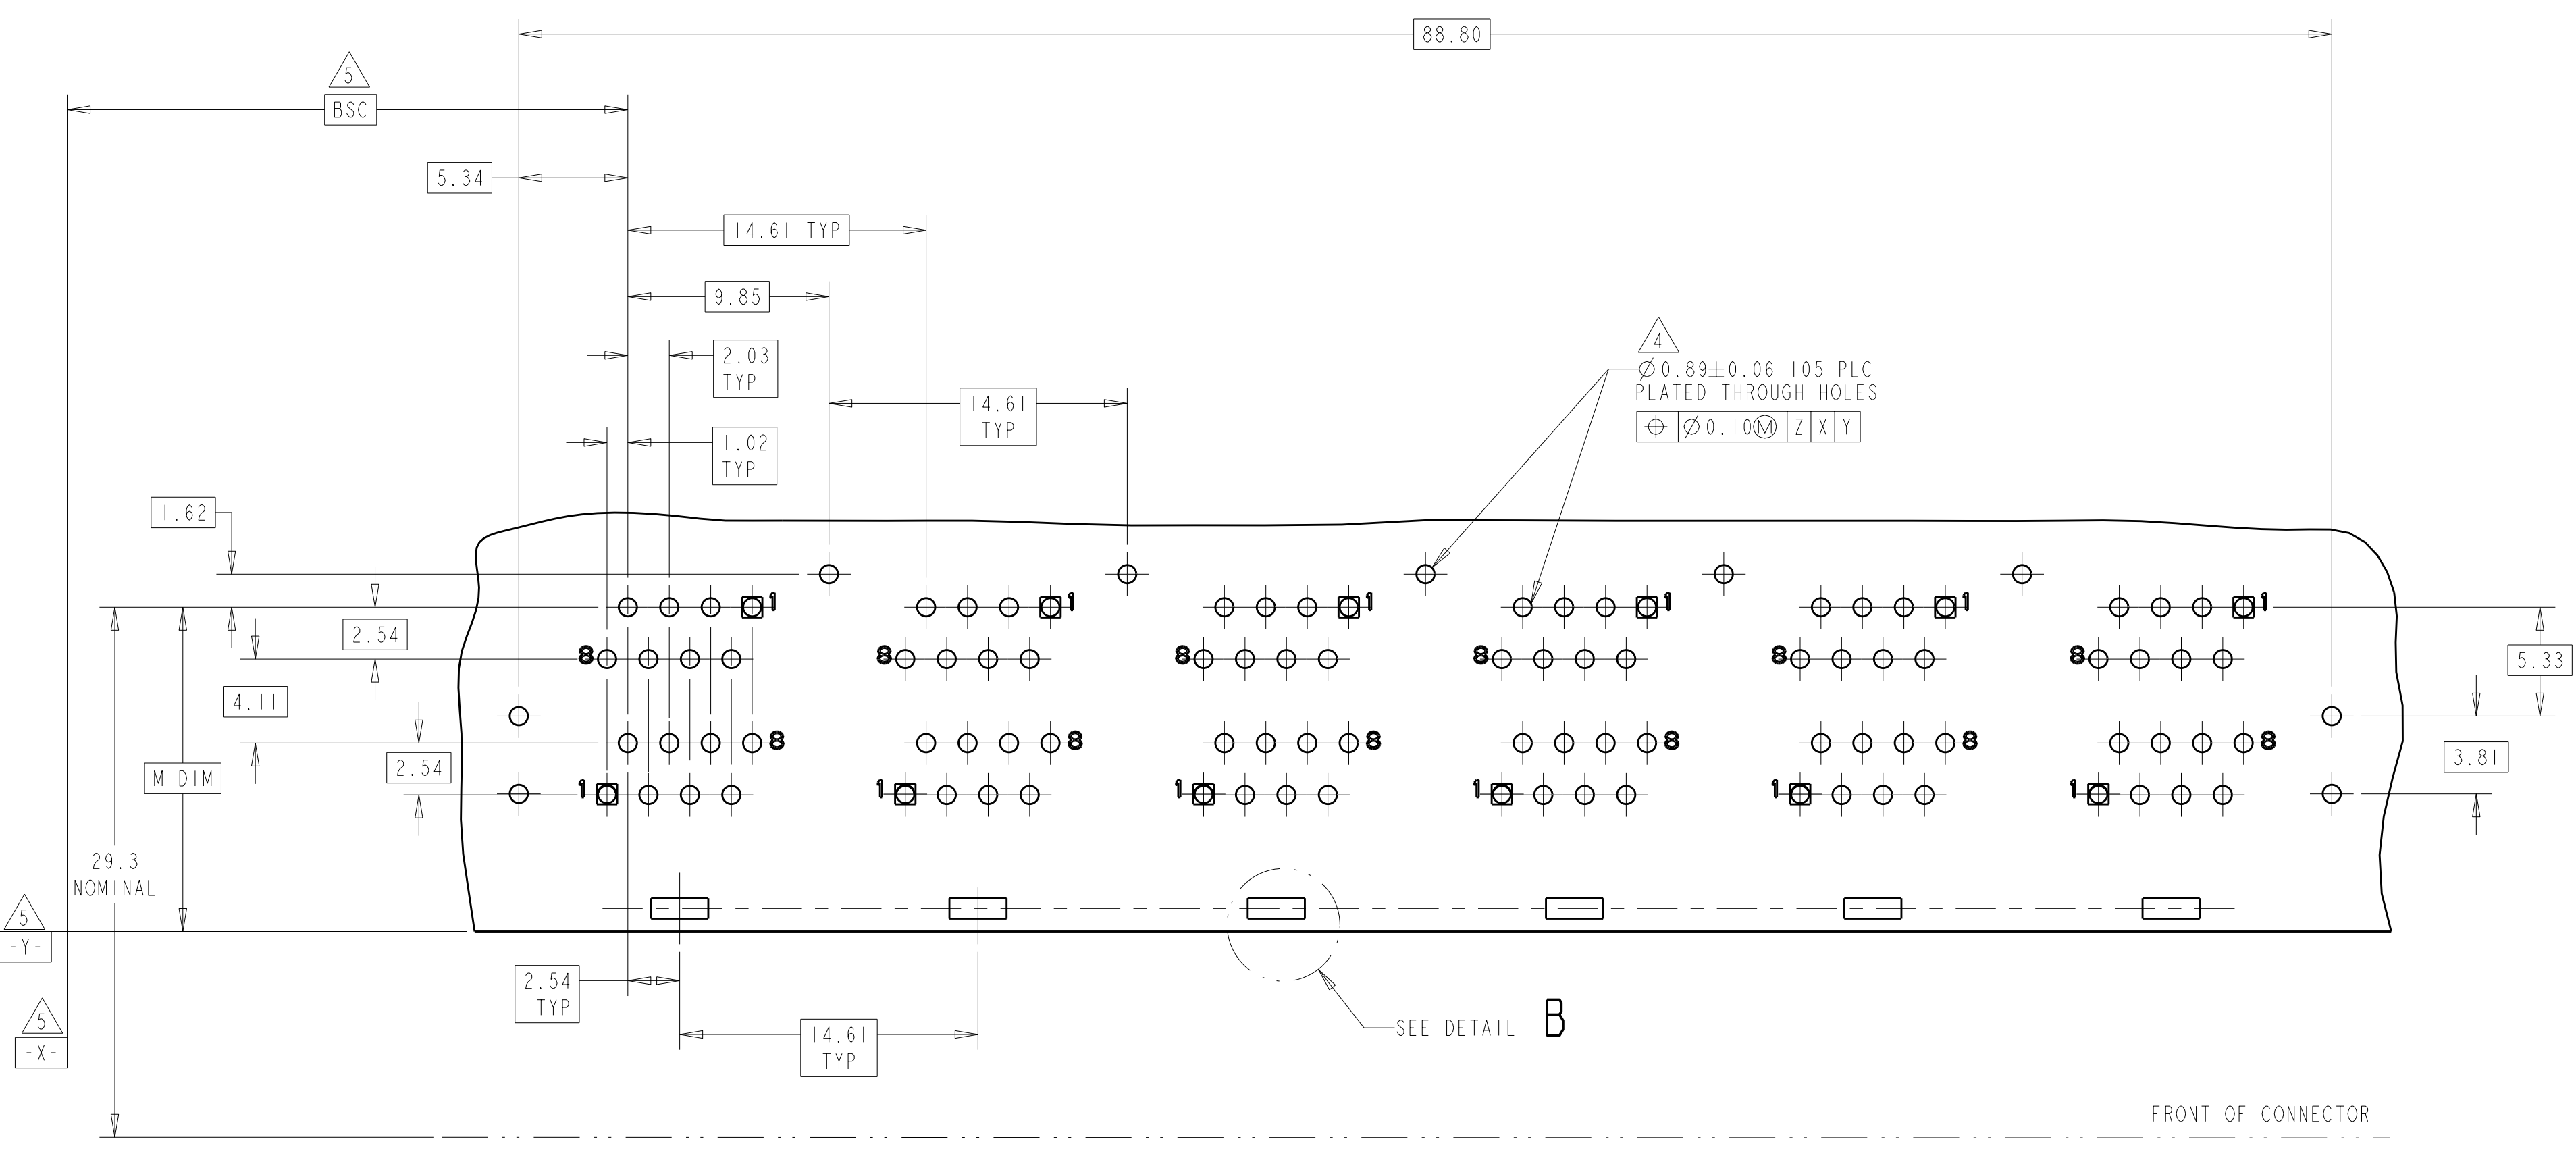 88.80
5
BSC
5.34
14.61 TYP
9.85
2.03
TYP
14.61
TYP
4
Ø0.89±0.06 105 PLC
PLATED THROUGH HOLES
⌖ Ø0.10Ⓜ Z X Y
1.02
TYP
1.62
1 1 1 1 1 1
2.54
8 8 8 8 8 8
5.33
4.11
8 8 8 8 8 8
2.54
3.81
M DIM
1 1 1 1 1 1
29.3
NOMINAL
5
-Y-
2.54
TYP
5
-X-
14.61
TYP
SEE DETAIL B
FRONT OF CONNECTOR